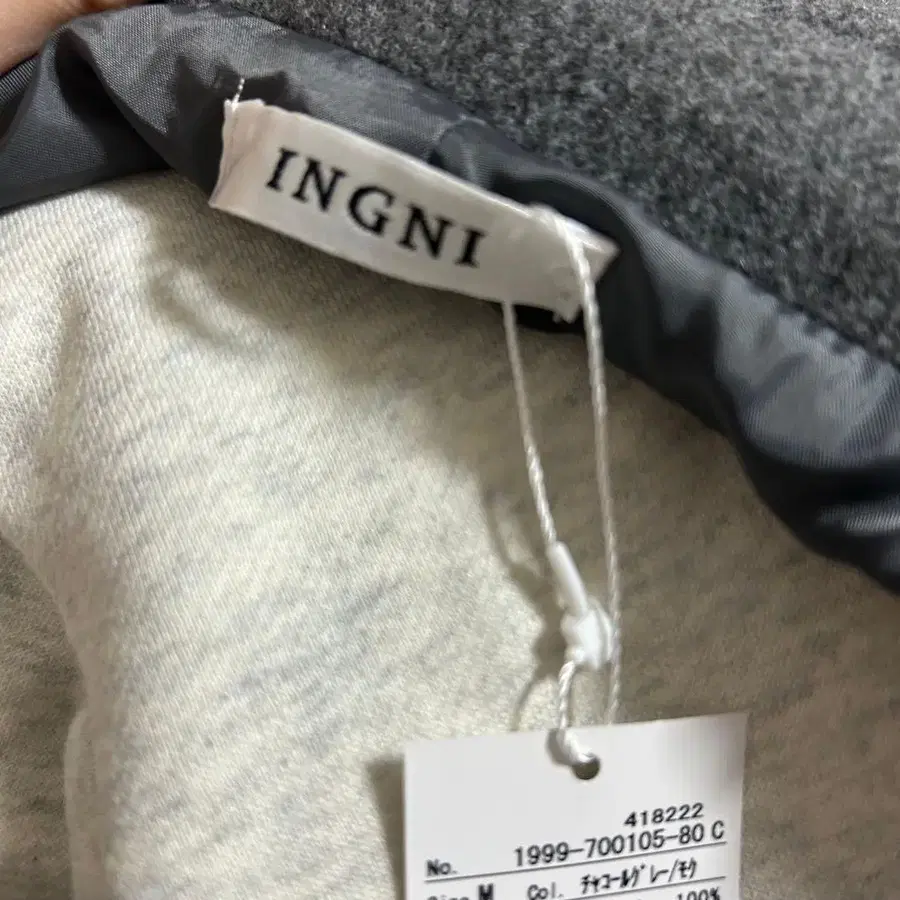 INGNI
418222
No. 1999-700105-80 C
Size M Col. ﾁｬｺｰﾙｸﾞﾚｰ/ﾓｸ
100%